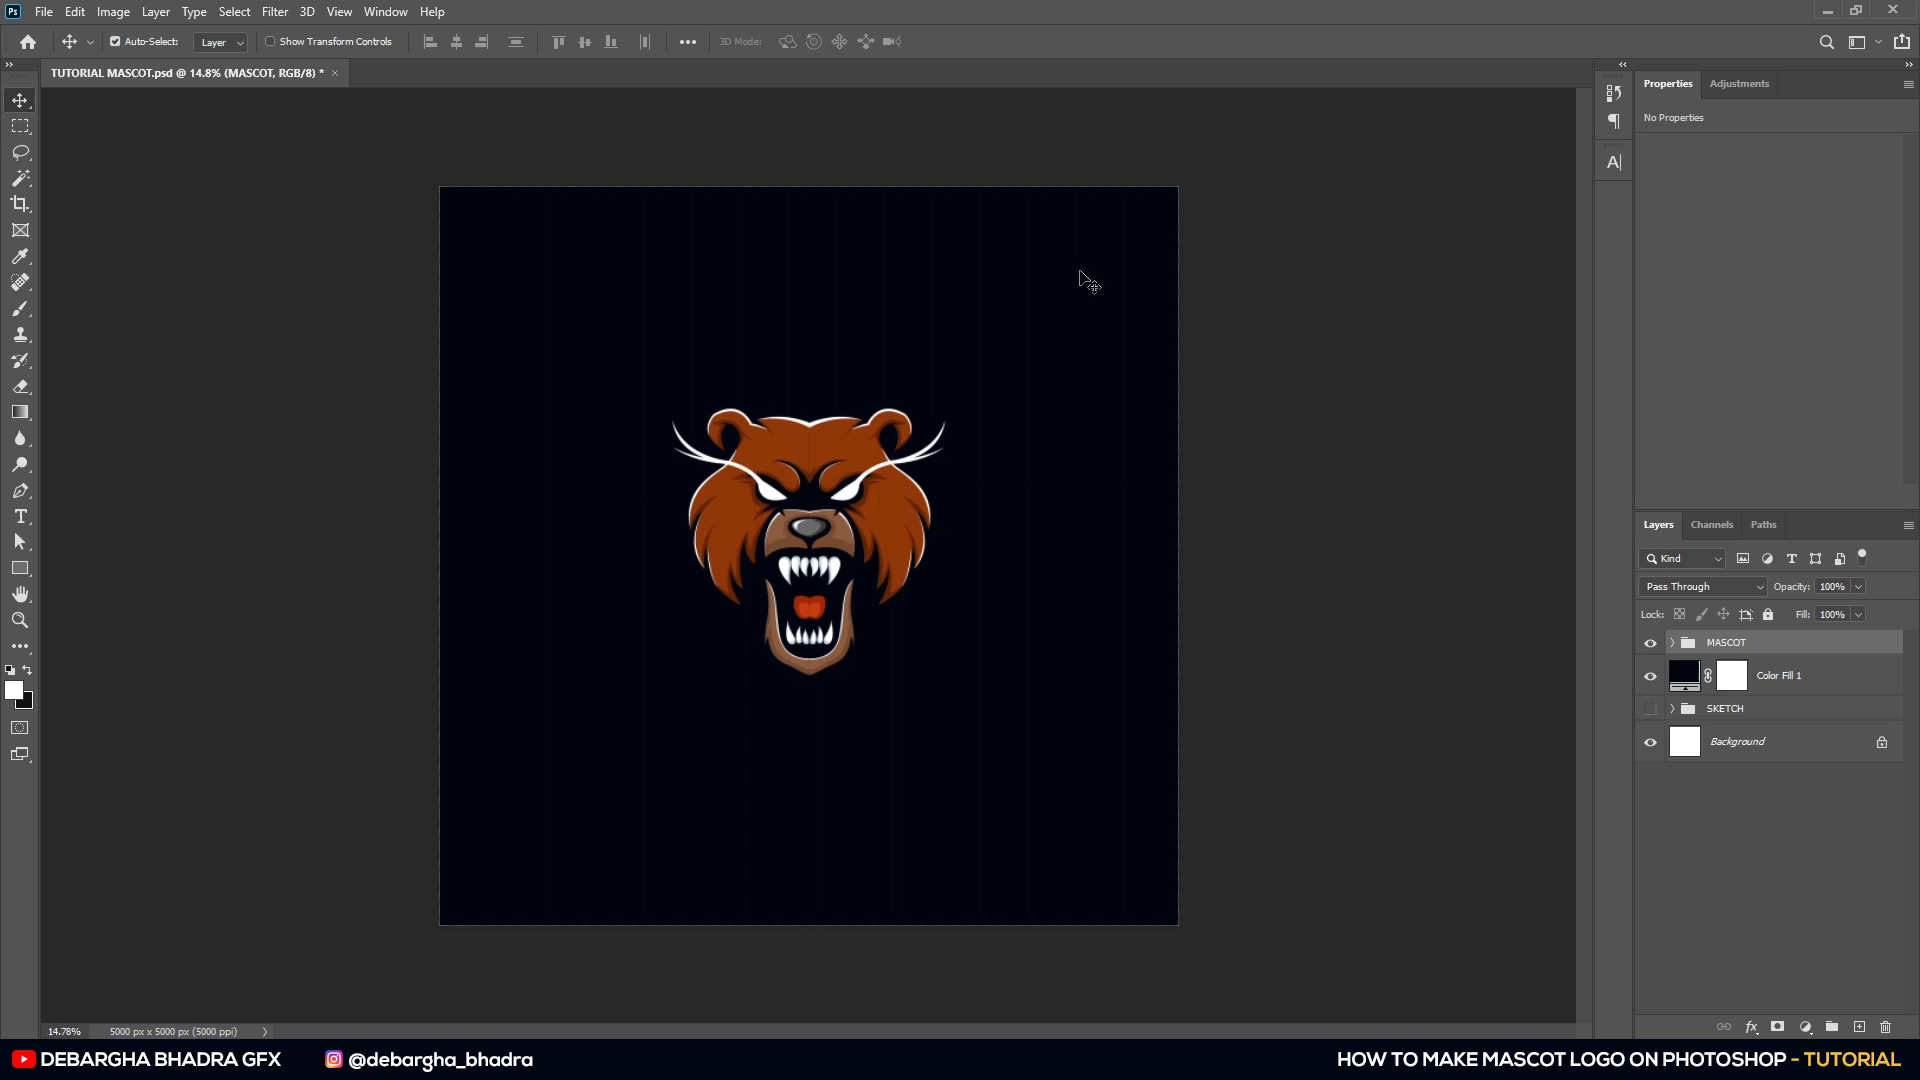 Ps File Edit Image Layer Type Select Filter 3D View Window Help
Auto-Select: Layer Show Transform Controls 3D Mode:
TUTORIAL MASCOT.psd @ 14.8% (MASCOT, RGB/8) *
Properties Adjustments
No Properties
Layers Channels Paths
Kind
Pass Through Opacity: 100%
Lock: Fill: 100%
MASCOT
Color Fill 1
SKETCH
Background
14.78% 5000 px x 5000 px (5000 ppi)
DEBARGHA BHADRA GFX @debargha_bhadra HOW TO MAKE MASCOT LOGO ON PHOTOSHOP - TUTORIAL